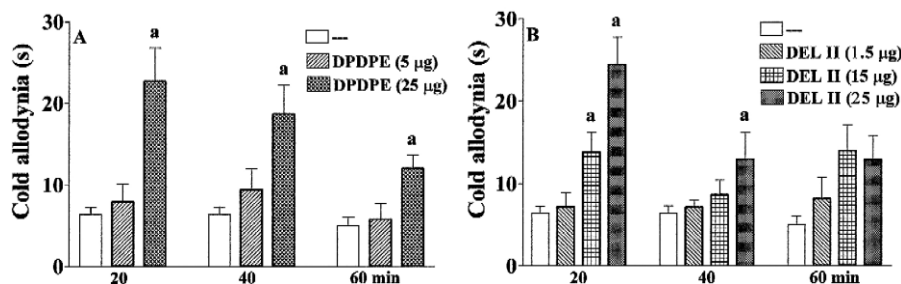 A
Cold allodynia (s)
30
20
10
0
---
DPDPE (5 µg)
DPDPE (25 µg)
a
a
a
20
40
60 min
B
Cold allodynia (s)
30
20
10
0
---
DEL II (1.5 µg)
DEL II (15 µg)
DEL II (25 µg)
a
a
a
20
40
60 min